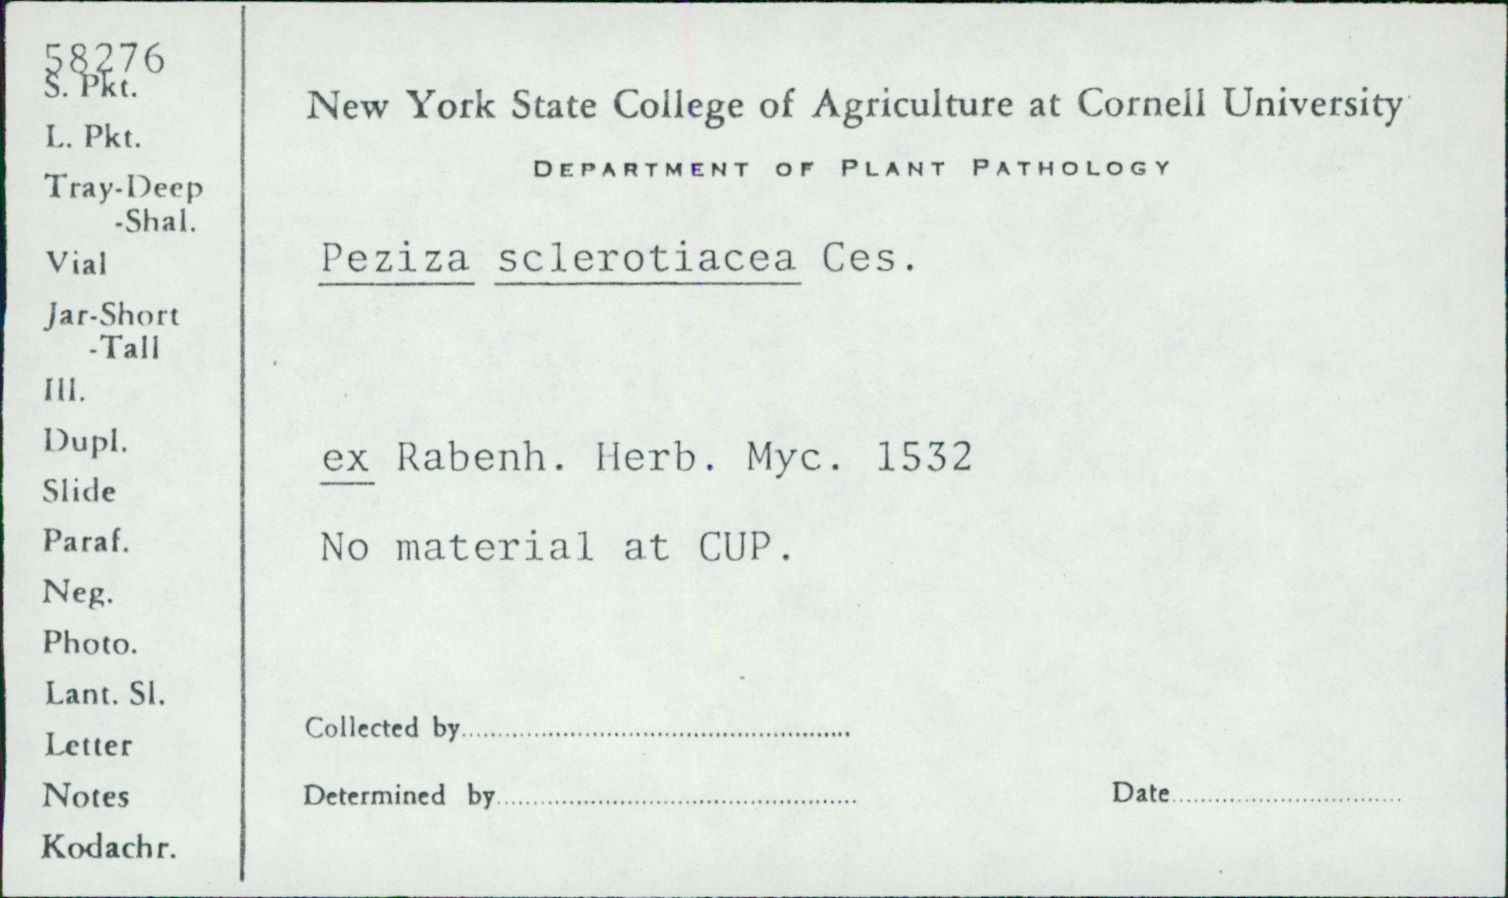 58276
S. Pkt.
L. Pkt.
Tray-Deep
-Shal.
Vial
Jar-Short
-Tall
Ill.
Dupl.
Slide
Paraf.
Neg.
Photo.
Lant. Sl.
Letter
Notes
Kodachr.
New York State College of Agriculture at Cornell University
DEPARTMENT OF PLANT PATHOLOGY
Peziza sclerotiacea Ces.
ex Rabenh. Herb. Myc. 1532
No material at CUP.
Collected by
Determined by
Date